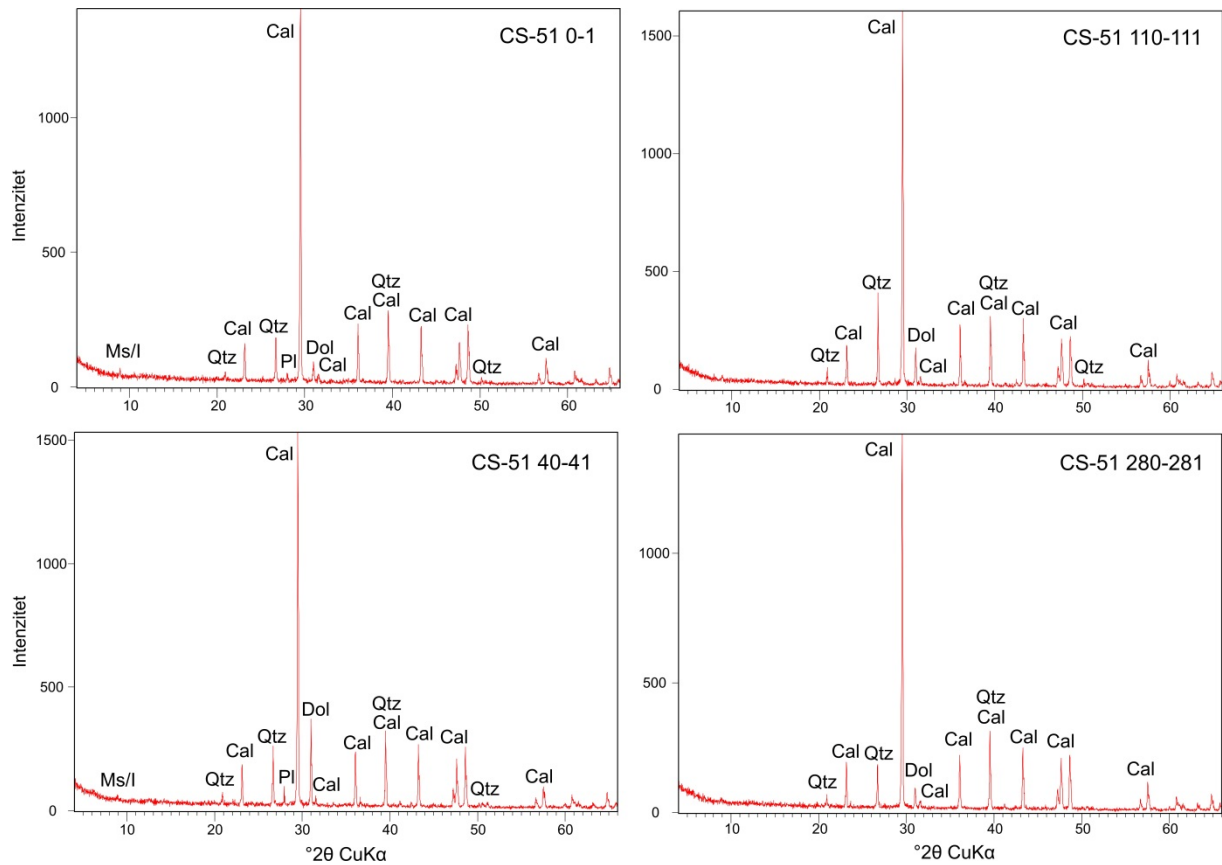 CS-51 0-1
Intenzitet
1000
500
0
10 20 30 40 50 60
Ms/I
Qtz
Cal
Qtz
Cal
Pl
Dol
Cal
Cal
Qtz
Cal
Cal
Cal
Qtz
Cal
CS-51 110-111
1500
1000
500
0
10 20 30 40 50 60
Qtz
Cal
Qtz
Cal
Dol
Cal
Cal
Qtz
Cal
Cal
Cal
Qtz
Cal
CS-51 40-41
Intenzitet
1500
1000
500
0
10 20 30 40 50 60
°2θ CuKα
Ms/I
Qtz
Cal
Qtz
Pl
Cal
Dol
Cal
Cal
Qtz
Cal
Cal
Cal
Qtz
Cal
CS-51 280-281
1000
500
0
10 20 30 40 50 60
°2θ CuKα
Qtz
Cal
Qtz
Cal
Dol
Cal
Cal
Qtz
Cal
Cal
Cal
Cal